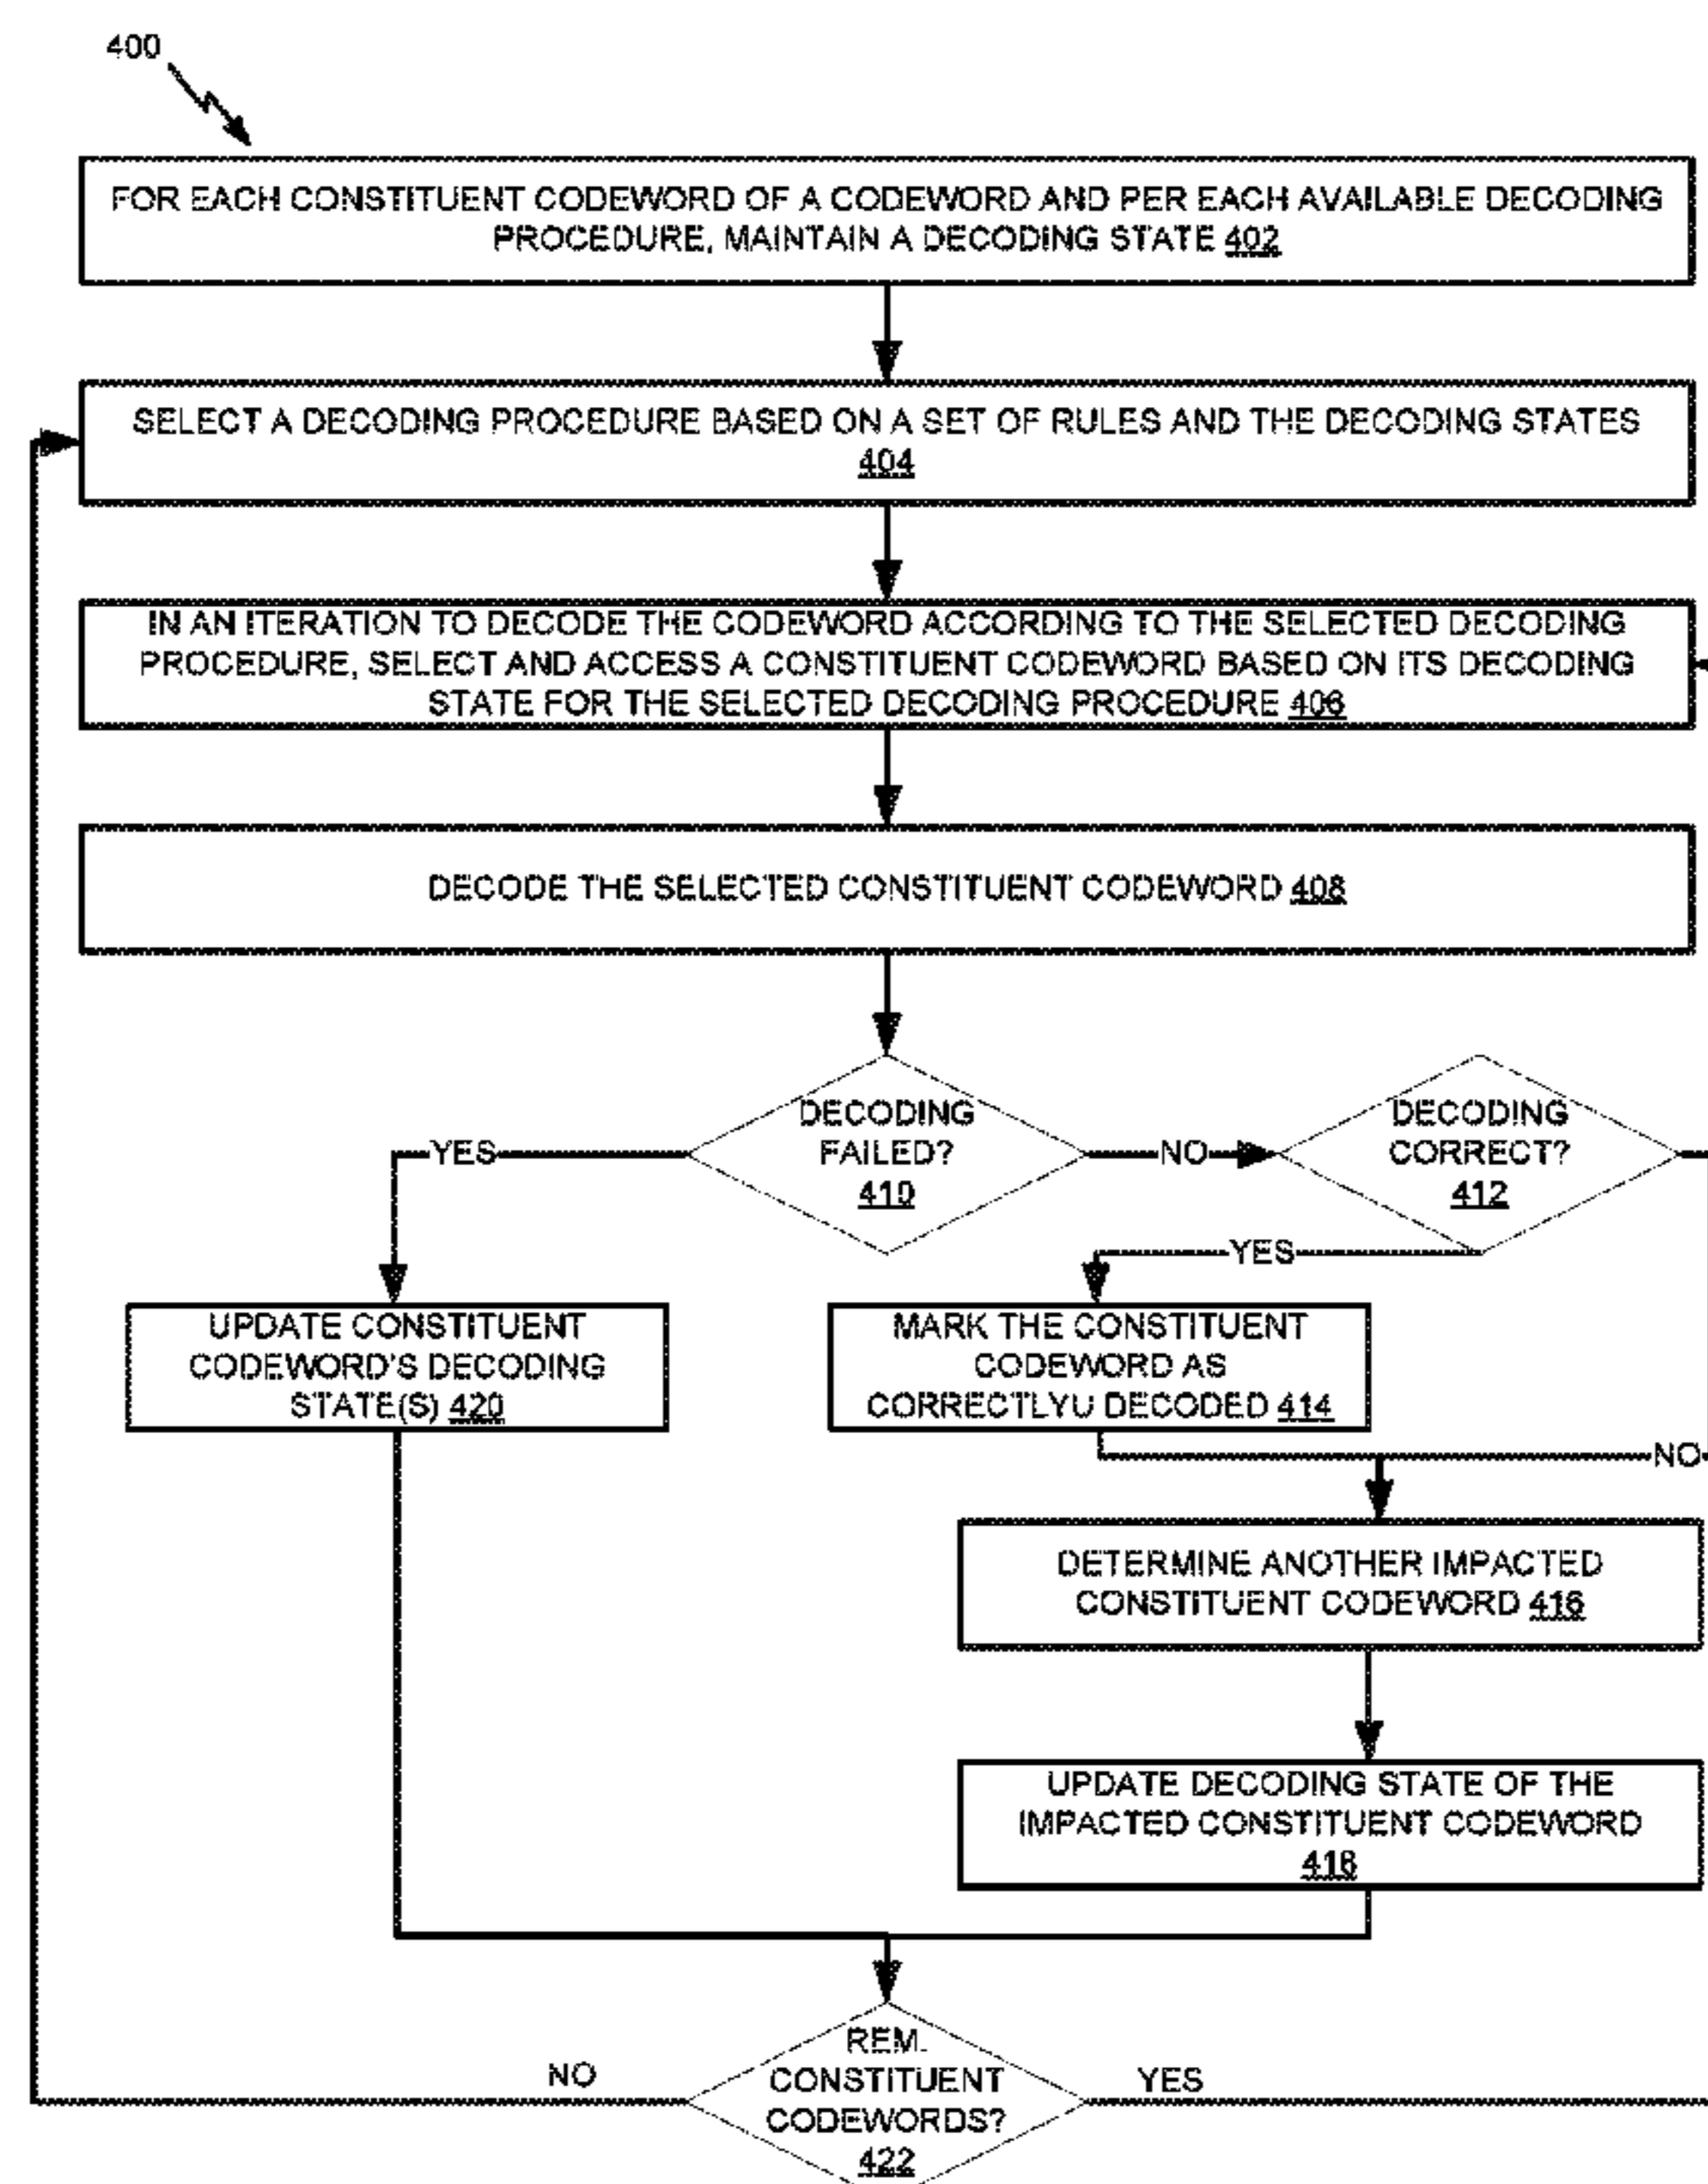 400
FOR EACH CONSTITUENT CODEWORD OF A CODEWORD AND PER EACH AVAILABLE DECODING
PROCEDURE, MAINTAIN A DECODING STATE 402
SELECT A DECODING PROCEDURE BASED ON A SET OF RULES AND THE DECODING STATES
404
IN AN ITERATION TO DECODE THE CODEWORD ACCORDING TO THE SELECTED DECODING
PROCEDURE, SELECT AND ACCESS A CONSTITUENT CODEWORD BASED ON ITS DECODING
STATE FOR THE SELECTED DECODING PROCEDURE 406
DECODE THE SELECTED CONSTITUENT CODEWORD 408
DECODING
FAILED?
410
YES
NO
DECODING
CORRECT?
412
YES
UPDATE CONSTITUENT
CODEWORD'S DECODING
STATE(S) 420
MARK THE CONSTITUENT
CODEWORD AS
CORRECTLYU DECODED 414
NO
DETERMINE ANOTHER IMPACTED
CONSTITUENT CODEWORD 416
UPDATE DECODING STATE OF THE
IMPACTED CONSTITUENT CODEWORD
418
REM.
CONSTITUENT
CODEWORDS?
422
NO
YES